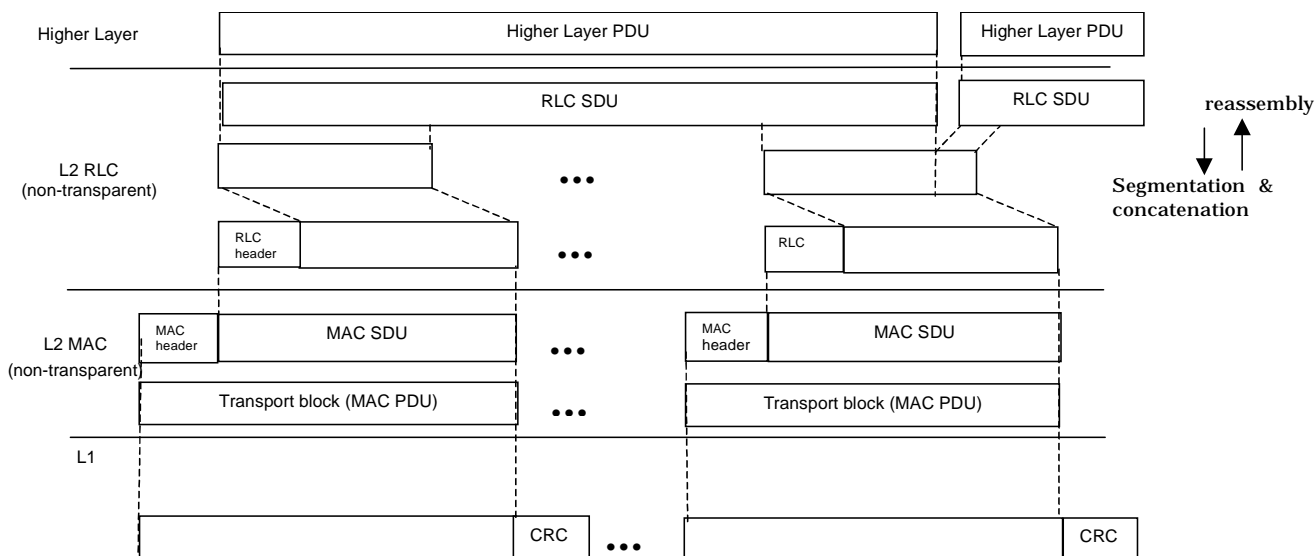 Higher Layer
Higher Layer PDU
Higher Layer PDU
RLC SDU
RLC SDU
reassembly
L2 RLC
(non-transparent)
•••
Segmentation &
concatenation
RLC
header
•••
RLC
L2 MAC
(non-transparent)
MAC
header
MAC SDU
•••
MAC
header
MAC SDU
Transport block (MAC PDU)
•••
Transport block (MAC PDU)
L1
CRC
•••
CRC